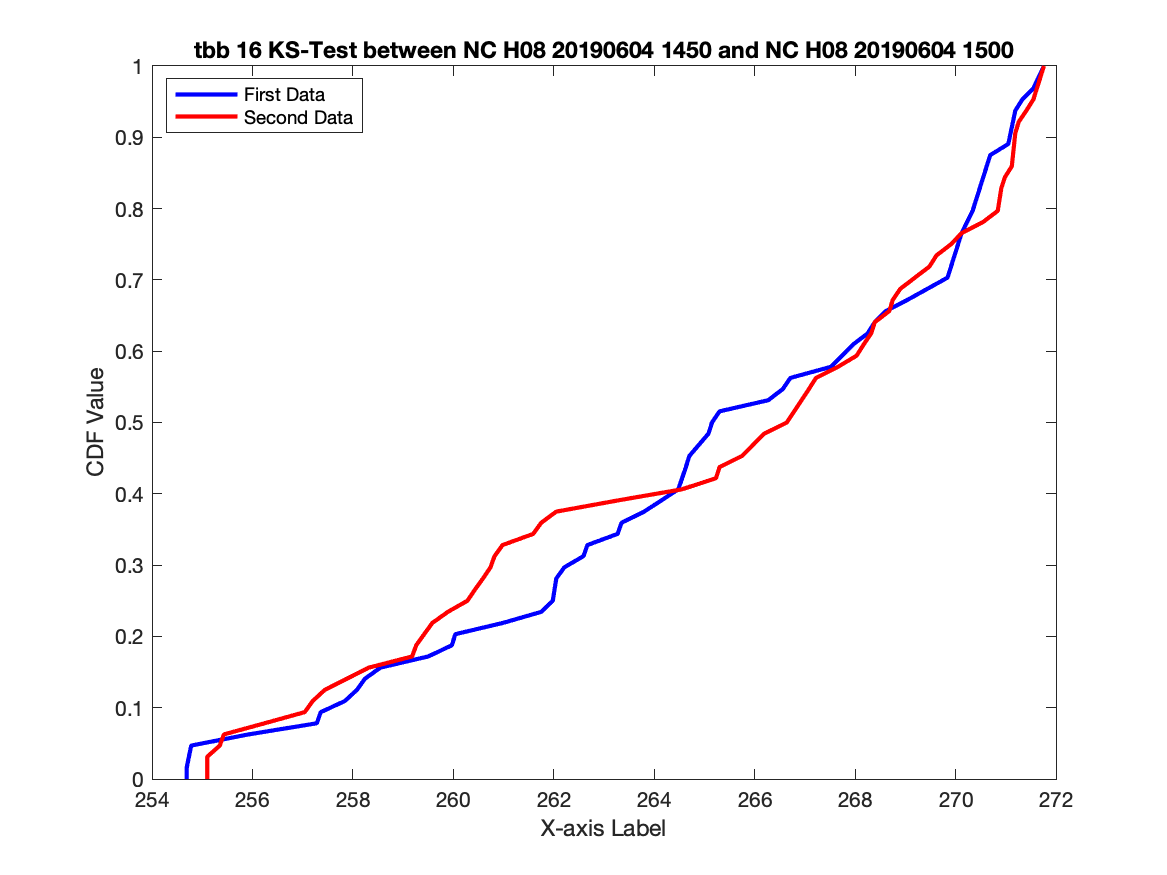 tbb 16 KS-Test between NC H08 20190604 1450 and NC H08 20190604 1500
First Data
Second Data
1
0.9
0.8
0.7
0.6
0.5
0.4
0.3
0.2
0.1
0
CDF Value
254 256 258 260 262 264 266 268 270 272
X-axis Label